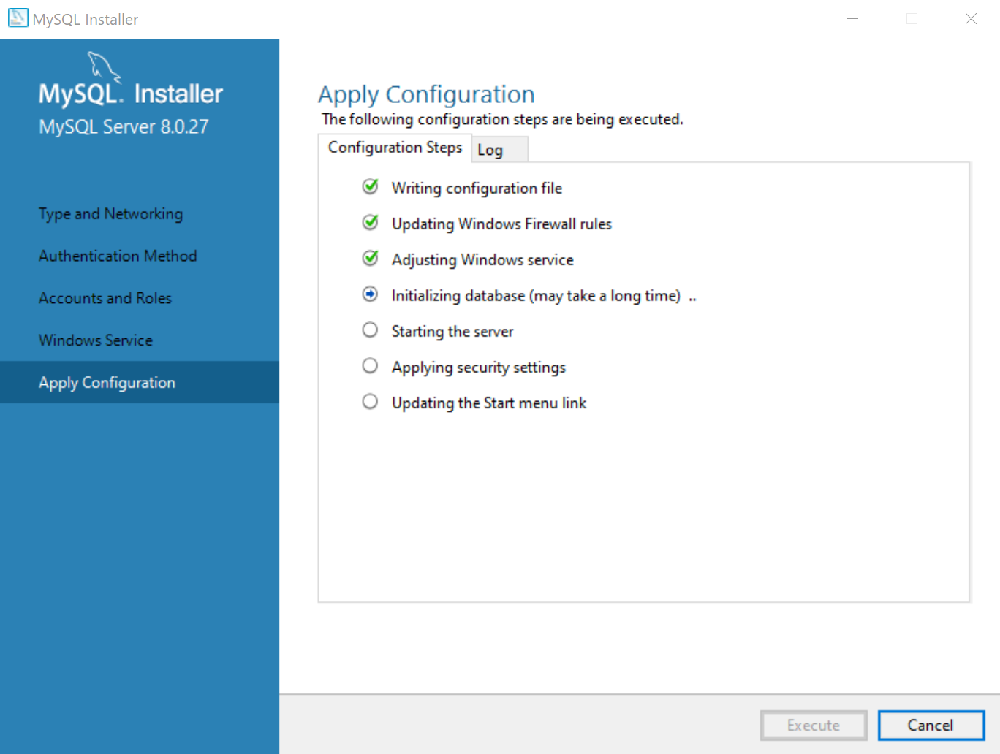 MySQL Installer
MySQL. Installer
MySQL Server 8.0.27
Type and Networking
Authentication Method
Accounts and Roles
Windows Service
Apply Configuration
Apply Configuration
The following configuration steps are being executed.
Configuration Steps
Log
Writing configuration file
Updating Windows Firewall rules
Adjusting Windows service
Initializing database (may take a long time) ..
Starting the server
Applying security settings
Updating the Start menu link
Execute
Cancel